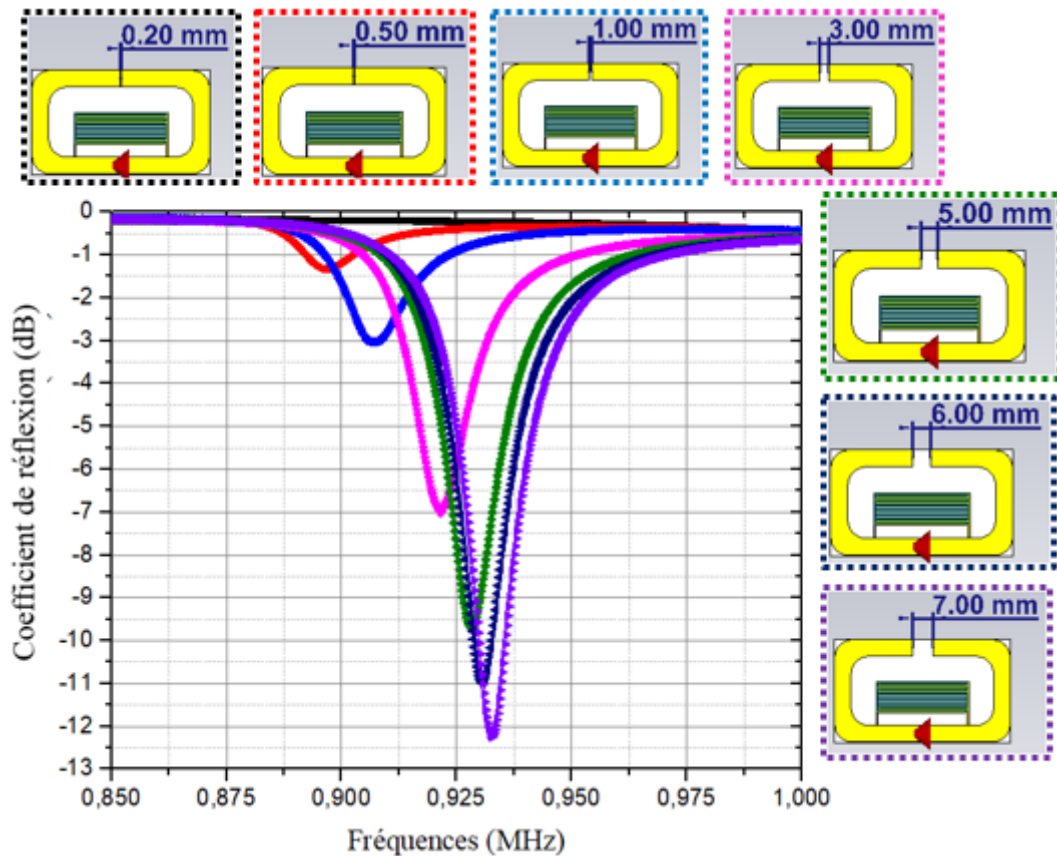 0.20 mm
0.50 mm
1.00 mm
3.00 mm
5.00 mm
6.00 mm
7.00 mm
Coefficient de réflexion (dB)
0
-1
-2
-3
-4
-5
-6
-7
-8
-9
-10
-11
-12
-13
0,850
0,875
0,900
0,925
0,950
0,975
1,000
Fréquences (MHz)